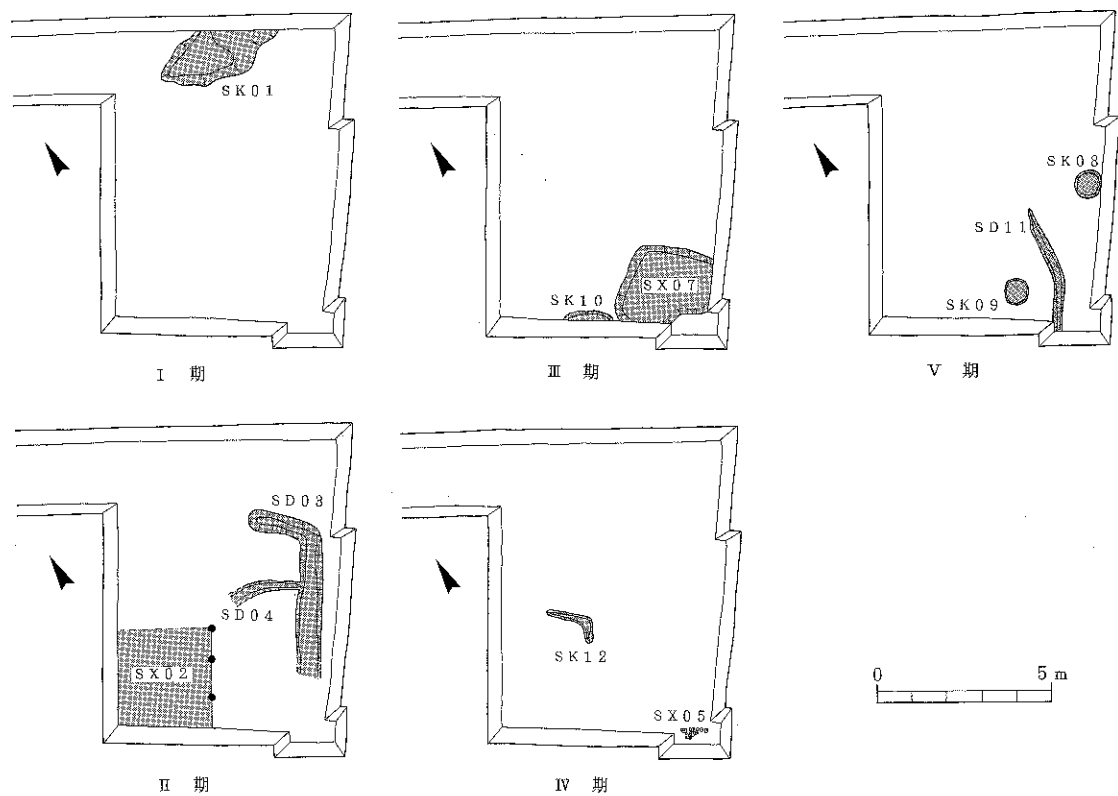 SK01
I 期
SK10
SX07
III 期
SK08
SD11
SK09
V 期
SD03
SD04
SX02
II 期
SK12
SX05
IV 期
0 5m